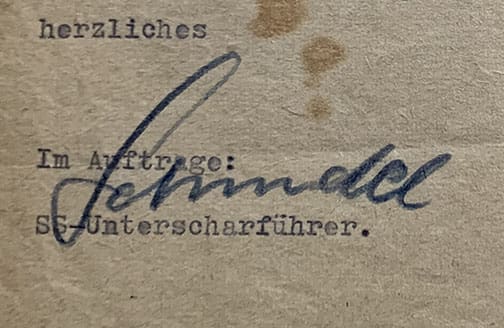 herzliches
Im Auftrage:
SS-Unterscharführer.